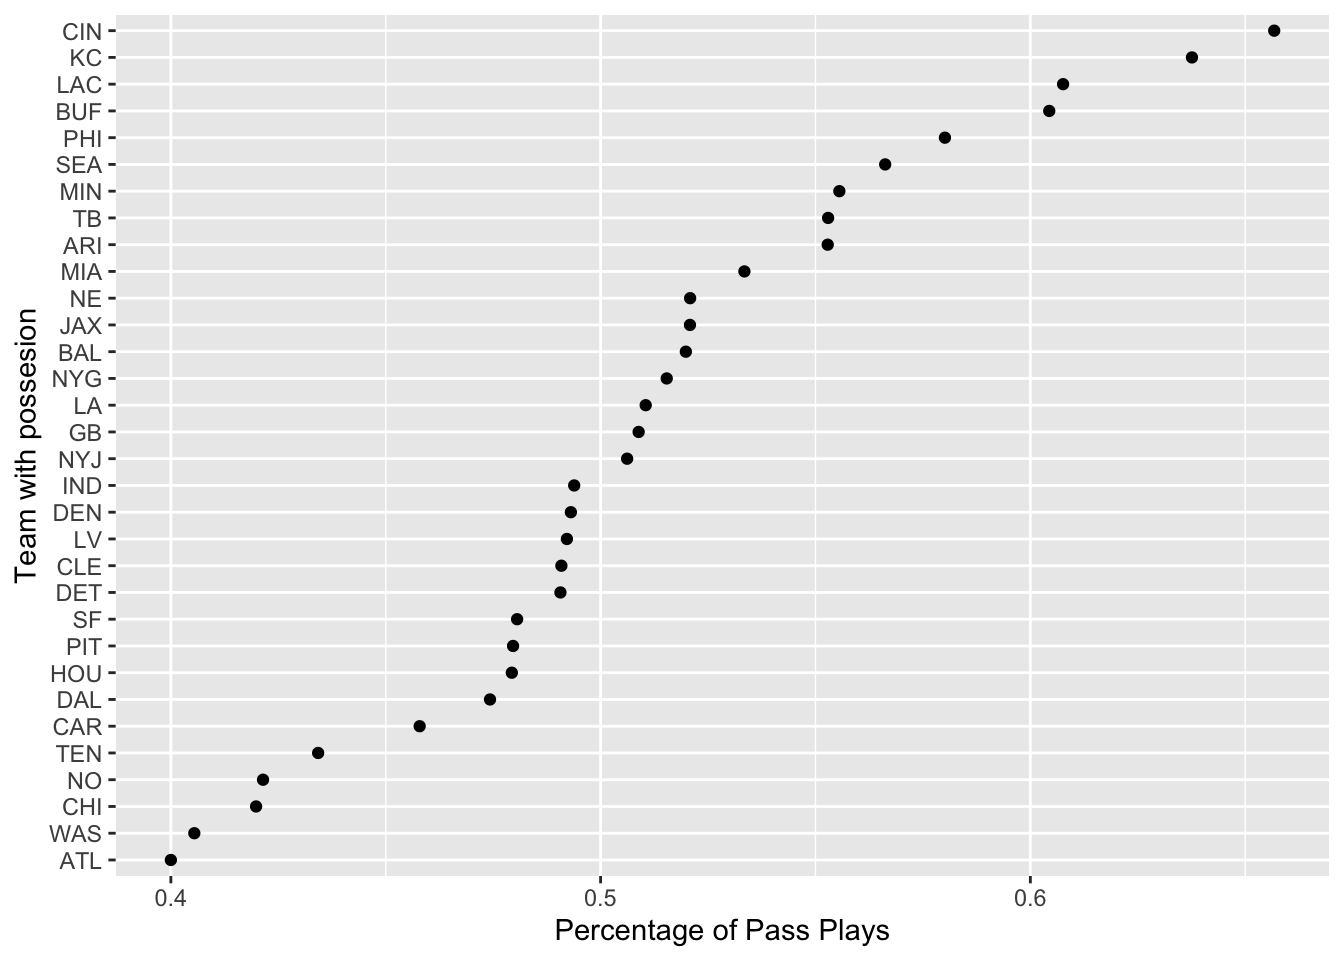 CIN
KC
LAC
BUF
PHI
SEA
MIN
TB
ARI
MIA
NE
JAX
BAL
NYG
LA
GB
NYJ
IND
DEN
LV
CLE
DET
SF
PIT
HOU
DAL
CAR
TEN
NO
CHI
WAS
ATL
Team with possesion
0.4 0.5 0.6
Percentage of Pass Plays